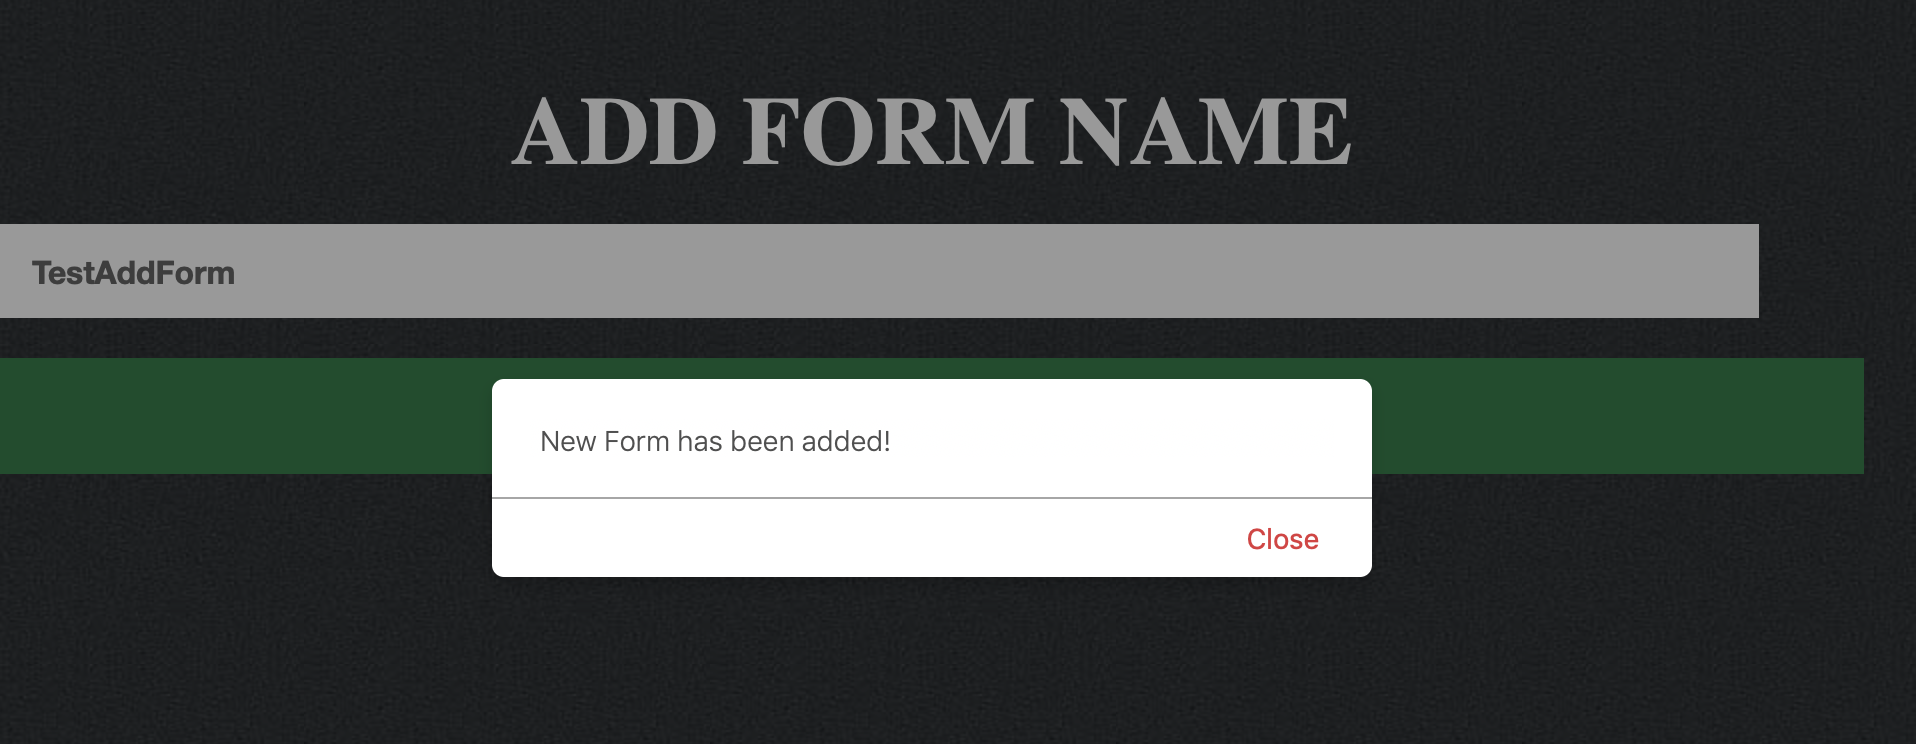 ADD FORM NAME
TestAddForm
New Form has been added!
Close